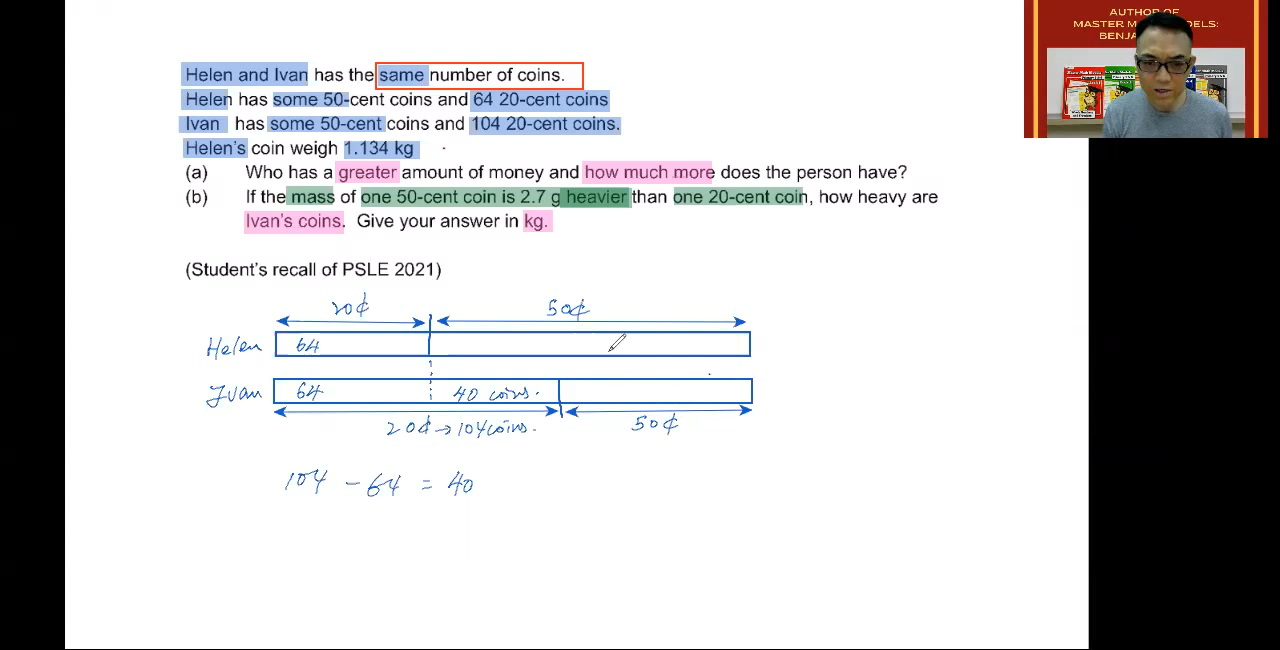 AUTHOR OF
MASTER M DELS:
BENJA
Helen and Ivan has the same number of coins.
Helen has some 50-cent coins and 64 20-cent coins
Ivan has some 50-cent coins and 104 20-cent coins.
Helen's coin weigh 1.134 kg
(a) Who has a greater amount of money and how much more does the person have?
(b) If the mass of one 50-cent coin is 2.7 g heavier than one 20-cent coin, how heavy are
Ivan's coins. Give your answer in kg.
(Student's recall of PSLE 2021)
20¢ 50¢
Helen 64
Ivan 64 40 coins.
20¢ → 104 coins. 50¢
104 - 64 = 40